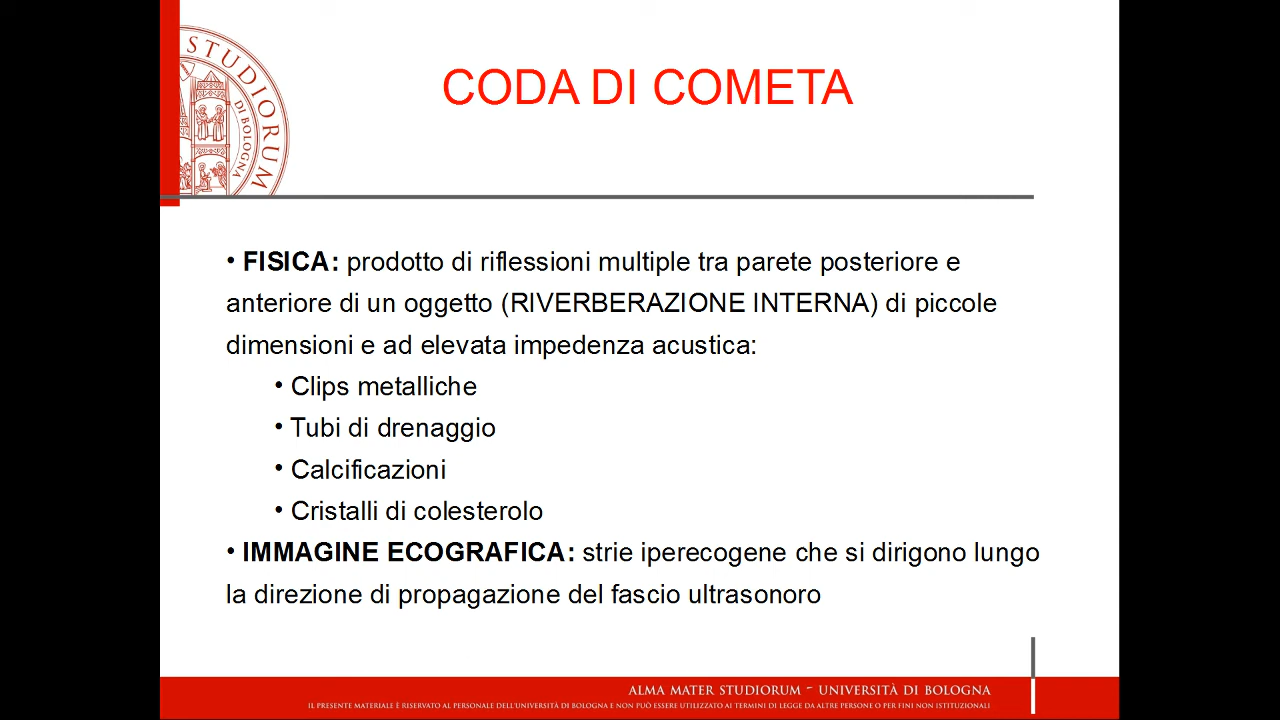 STUDIORUM
DI BOLOGNA
CODA DI COMETA
• FISICA: prodotto di riflessioni multiple tra parete posteriore e
anteriore di un oggetto (RIVERBERAZIONE INTERNA) di piccole
dimensioni e ad elevata impedenza acustica:
• Clips metalliche
• Tubi di drenaggio
• Calcificazioni
• Cristalli di colesterolo
• IMMAGINE ECOGRAFICA: strie iperecogene che si dirigono lungo
la direzione di propagazione del fascio ultrasonoro
ALMA MATER STUDIORUM - UNIVERSITÀ DI BOLOGNA
IL PRESENTE MATERIALE È RISERVATO AL PERSONALE DELL'UNIVERSITÀ DI BOLOGNA E NON PUÒ ESSERE UTILIZZATO AI TERMINI DI LEGGE DA ALTRE PERSONE O PER FINI NON ISTITUZIONALI